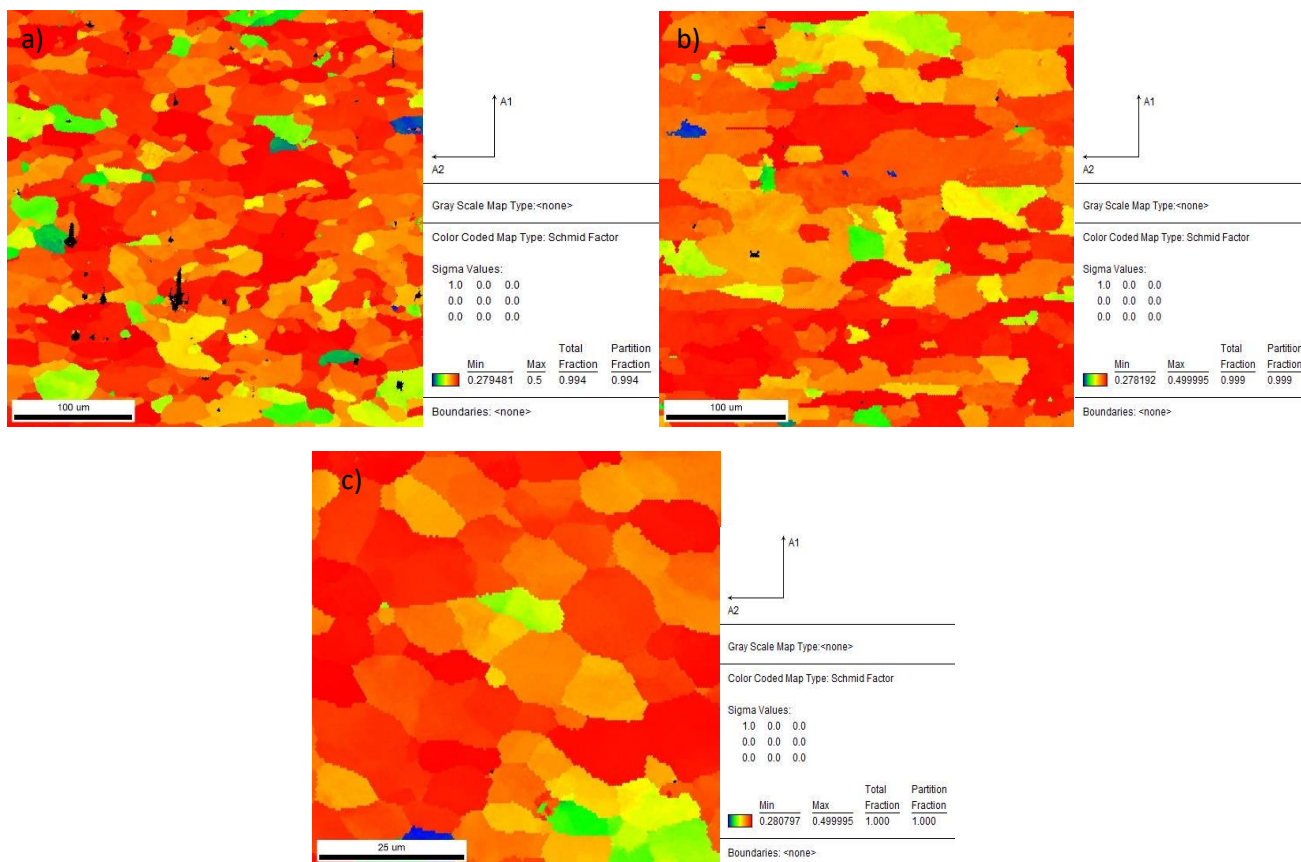 a)
A1
A2
Gray Scale Map Type:<none>
Color Coded Map Type: Schmid Factor
Sigma Values:
1.0 0.0 0.0
0.0 0.0 0.0
0.0 0.0 0.0
Total Partition
Min Max Fraction Fraction
0.279481 0.5 0.994 0.994
100 um
Boundaries: <none>
b)
A1
A2
Gray Scale Map Type:<none>
Color Coded Map Type: Schmid Factor
Sigma Values:
1.0 0.0 0.0
0.0 0.0 0.0
0.0 0.0 0.0
Total Partition
Min Max Fraction Fraction
0.278192 0.499995 0.999 0.999
100 um
Boundaries: <none>
c)
A1
A2
Gray Scale Map Type:<none>
Color Coded Map Type: Schmid Factor
Sigma Values:
1.0 0.0 0.0
0.0 0.0 0.0
0.0 0.0 0.0
Total Partition
Min Max Fraction Fraction
0.280797 0.499995 1.000 1.000
25 um
Boundaries: <none>